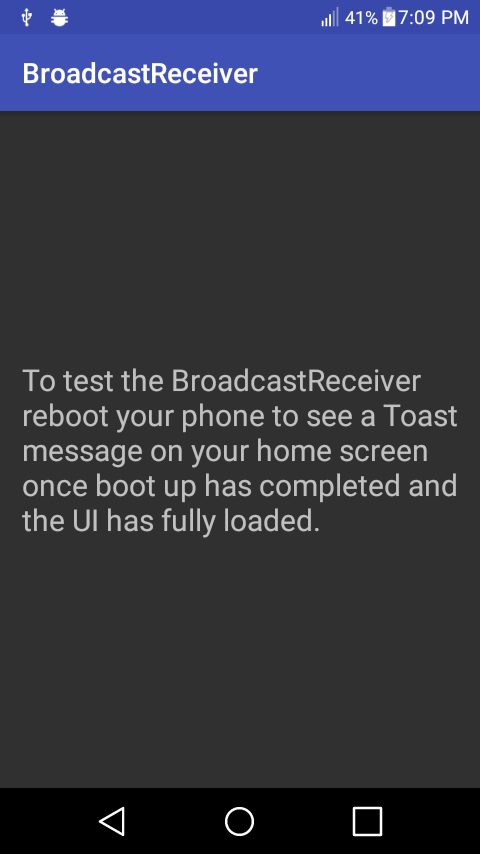 41% 7:09 PM
BroadcastReceiver
To test the BroadcastReceiver
reboot your phone to see a Toast
message on your home screen
once boot up has completed and
the UI has fully loaded.